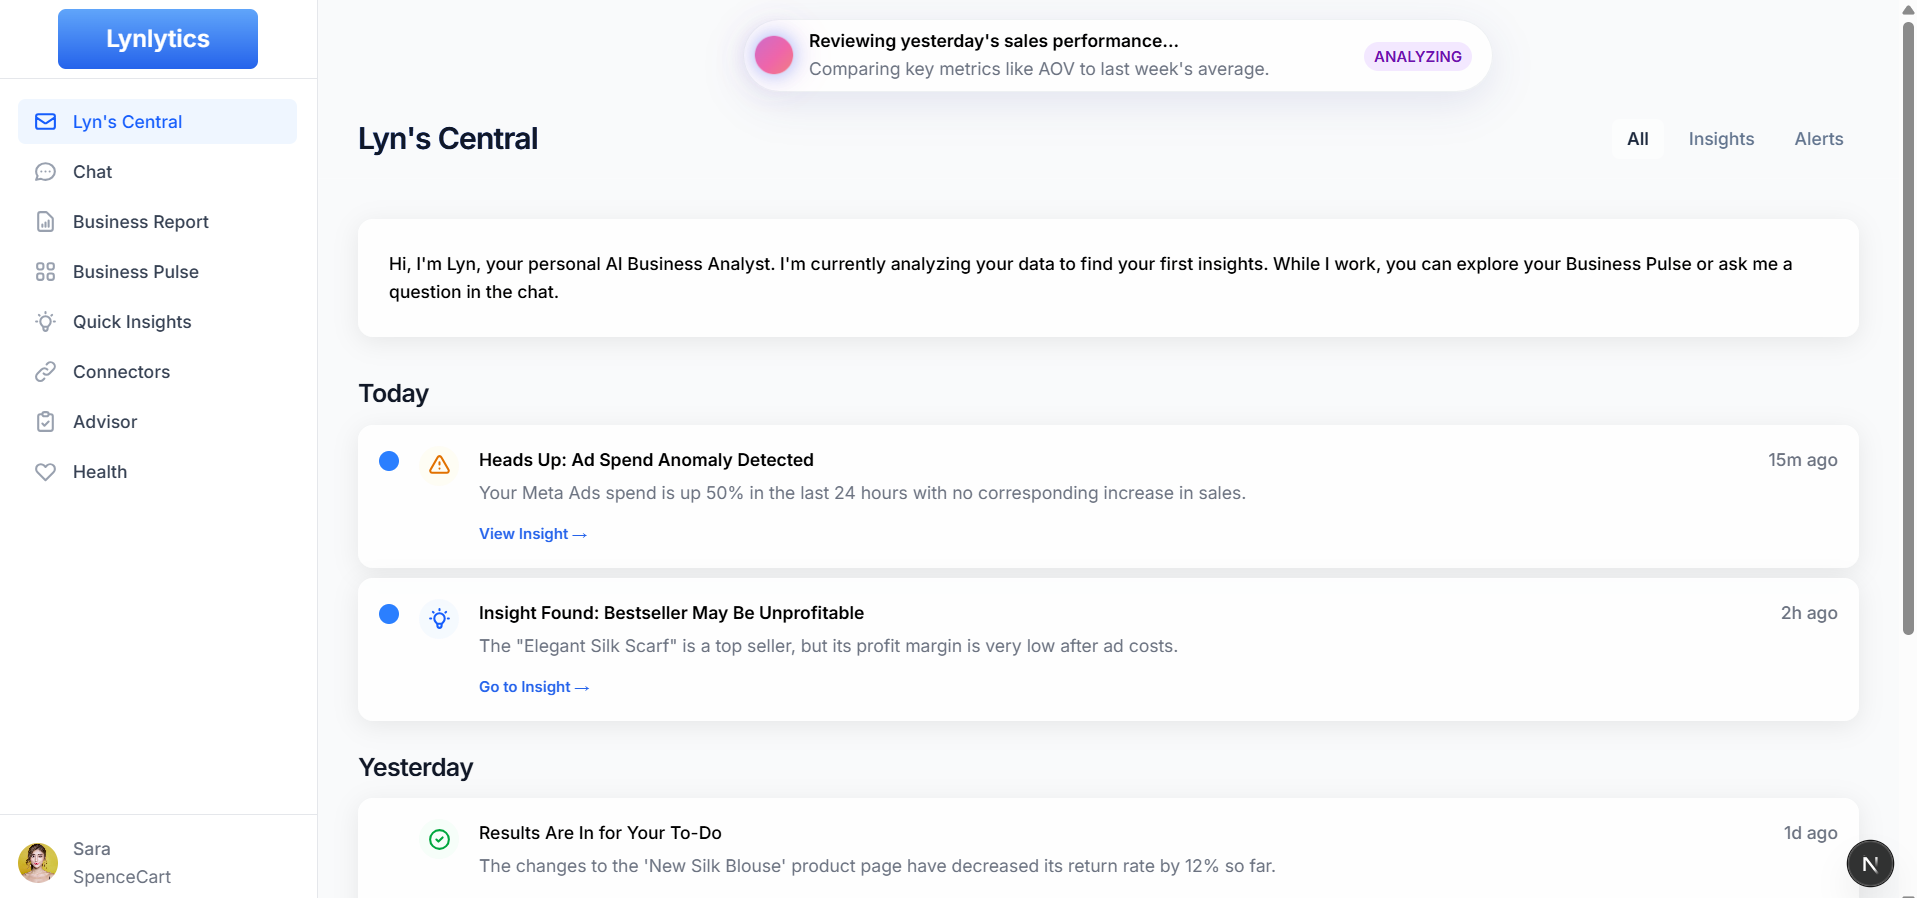 Lynlytics
Lyn's Central
Chat
Business Report
Business Pulse
Quick Insights
Connectors
Advisor
Health
Sara
SpenceCart
Reviewing yesterday's sales performance...
Comparing key metrics like AOV to last week's average.
ANALYZING
Lyn's Central
All
Insights
Alerts
Hi, I'm Lyn, your personal AI Business Analyst. I'm currently analyzing your data to find your first insights. While I work, you can explore your Business Pulse or ask me a
question in the chat.
Today
Heads Up: Ad Spend Anomaly Detected
15m ago
Your Meta Ads spend is up 50% in the last 24 hours with no corresponding increase in sales.
View Insight →
Insight Found: Bestseller May Be Unprofitable
2h ago
The "Elegant Silk Scarf" is a top seller, but its profit margin is very low after ad costs.
Go to Insight →
Yesterday
Results Are In for Your To-Do
1d ago
The changes to the 'New Silk Blouse' product page have decreased its return rate by 12% so far.
N